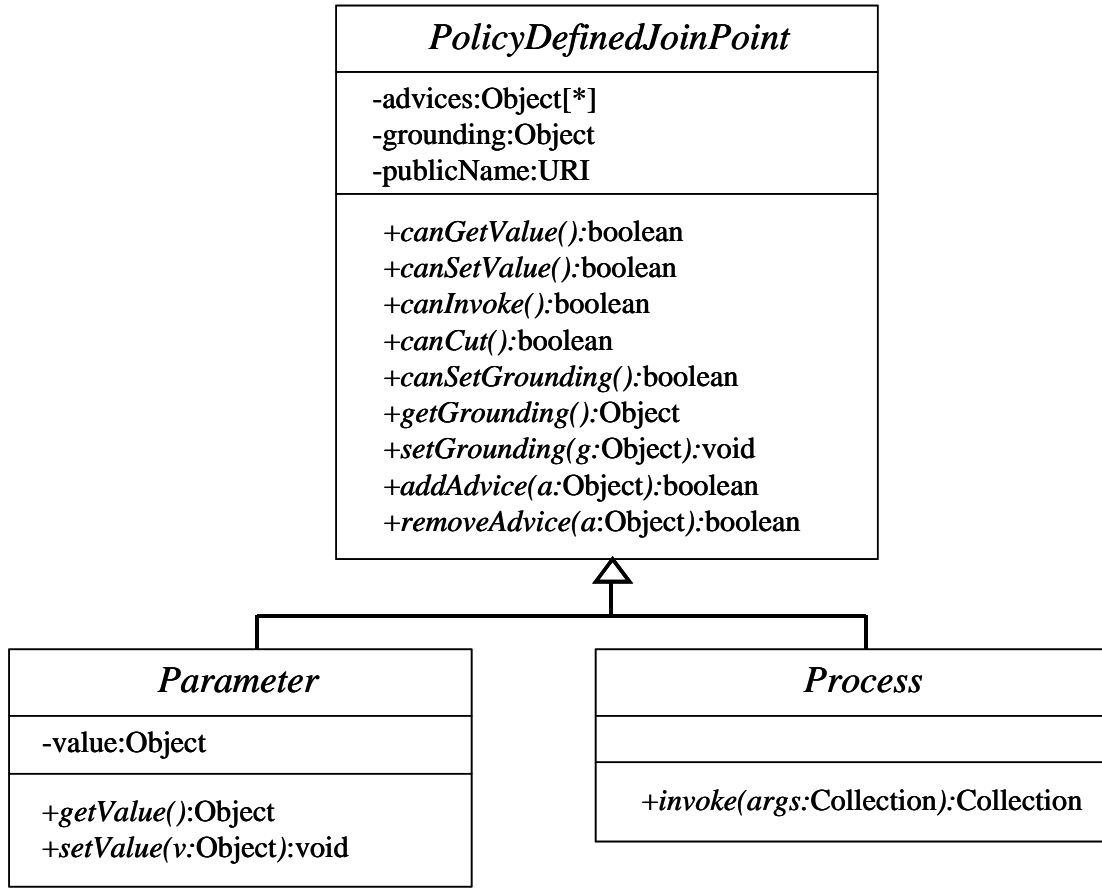 PolicyDefinedJoinPoint
-advices:Object[*]
-grounding:Object
-publicName:URI
+canGetValue():boolean
+canSetValue():boolean
+canInvoke():boolean
+canCut():boolean
+canSetGrounding():boolean
+getGrounding():Object
+setGrounding(g:Object):void
+addAdvice(a:Object):boolean
+removeAdvice(a:Object):boolean
Parameter
-value:Object
+getValue():Object
+setValue(v:Object):void
Process
+invoke(args:Collection):Collection